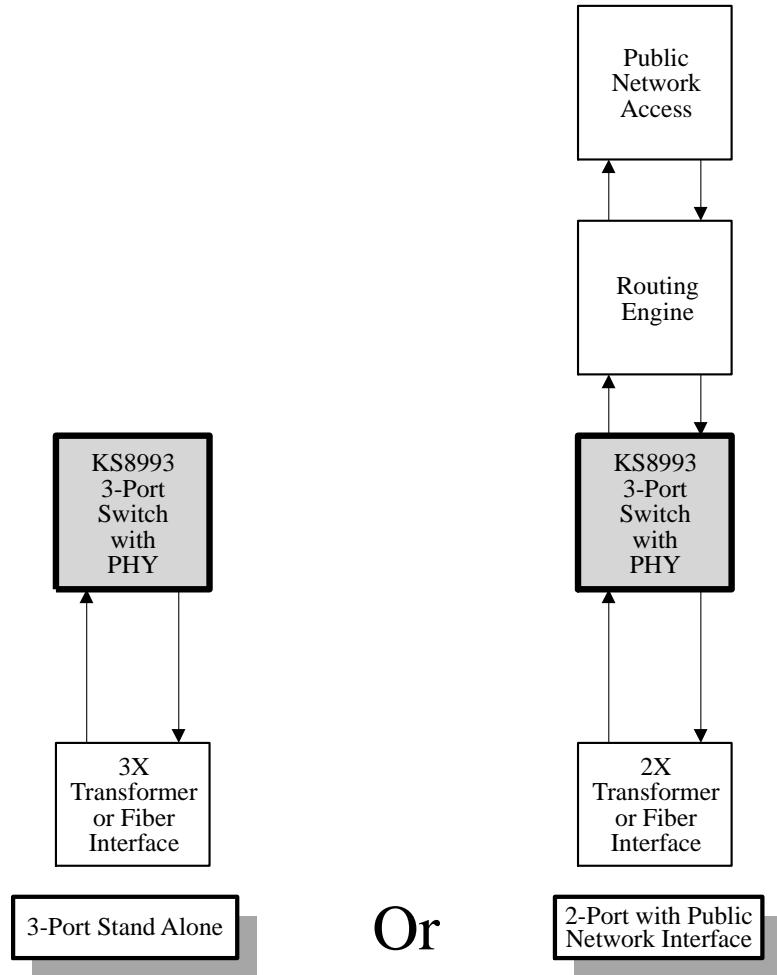 Public
Network
Access
Routing
Engine
KS8993
3-Port
Switch
with
PHY
KS8993
3-Port
Switch
with
PHY
3X
Transformer
or Fiber
Interface
2X
Transformer
or Fiber
Interface
3-Port Stand Alone
Or
2-Port with Public
Network Interface